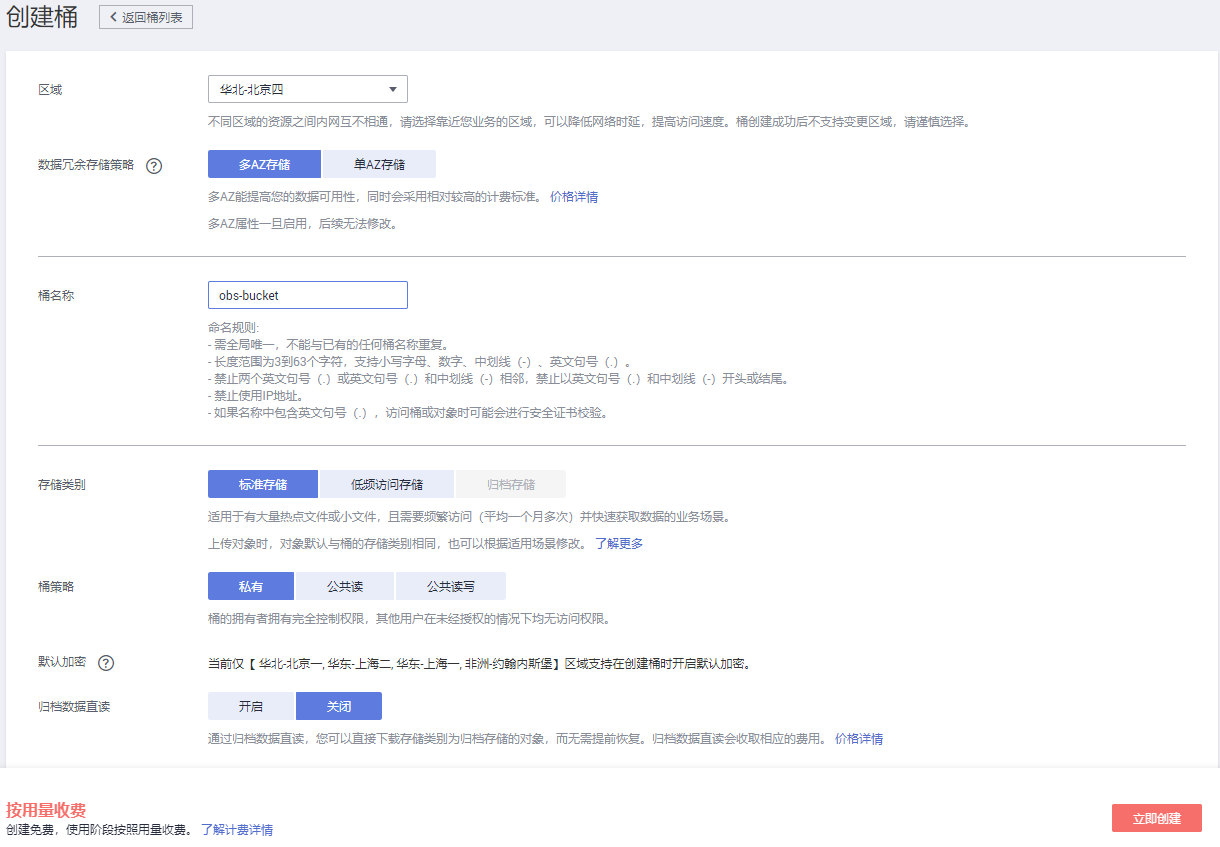 创建桶
返回桶列表
区域
华北-北京四
不同区域的资源之间内网互不相通，请选择靠近您业务的区域，可以降低网络时延，提高访问速度。桶创建成功后不支持变更区域，请谨慎选择。
数据冗余存储策略 ?
多AZ存储 单AZ存储
多AZ能提高您的数据可用性，同时会采用相对较高的计费标准。 价格详情
多AZ属性一旦启用，后续无法修改。
桶名称
obs-bucket
命名规则:
- 需全局唯一，不能与已有的任何桶名称重复。
- 长度范围为3到63个字符，支持小写字母、数字、中划线（-）、英文句号（.）。
- 禁止两个英文句号（.）或英文句号（.）和中划线（-）相邻，禁止以英文句号（.）和中划线（-）开头或结尾。
- 禁止使用IP地址。
- 如果名称中包含英文句号（.），访问桶或对象时可能会进行安全证书校验。
存储类别
标准存储 低频访问存储 归档存储
适用于有大量热点文件或小文件，且需要频繁访问（平均一个月多次）并快速获取数据的业务场景。
上传对象时，对象默认与桶的存储类别相同，也可以根据适用场景修改。 了解更多
桶策略
私有 公共读 公共读写
桶的拥有者拥有完全控制权限，其他用户在未经授权的情况下均无访问权限。
默认加密 ?
当前仅【 华北-北京一, 华东-上海二, 华东-上海一, 非洲-约翰内斯堡】区域支持在创建桶时开启默认加密。
归档数据直读
开启 关闭
通过归档数据直读，您可以直接下载存储类别为归档存储的对象，而无需提前恢复。归档数据直读会收取相应的费用。 价格详情
按用量收费
创建免费，使用阶段按照用量收费。 了解计费详情
立即创建